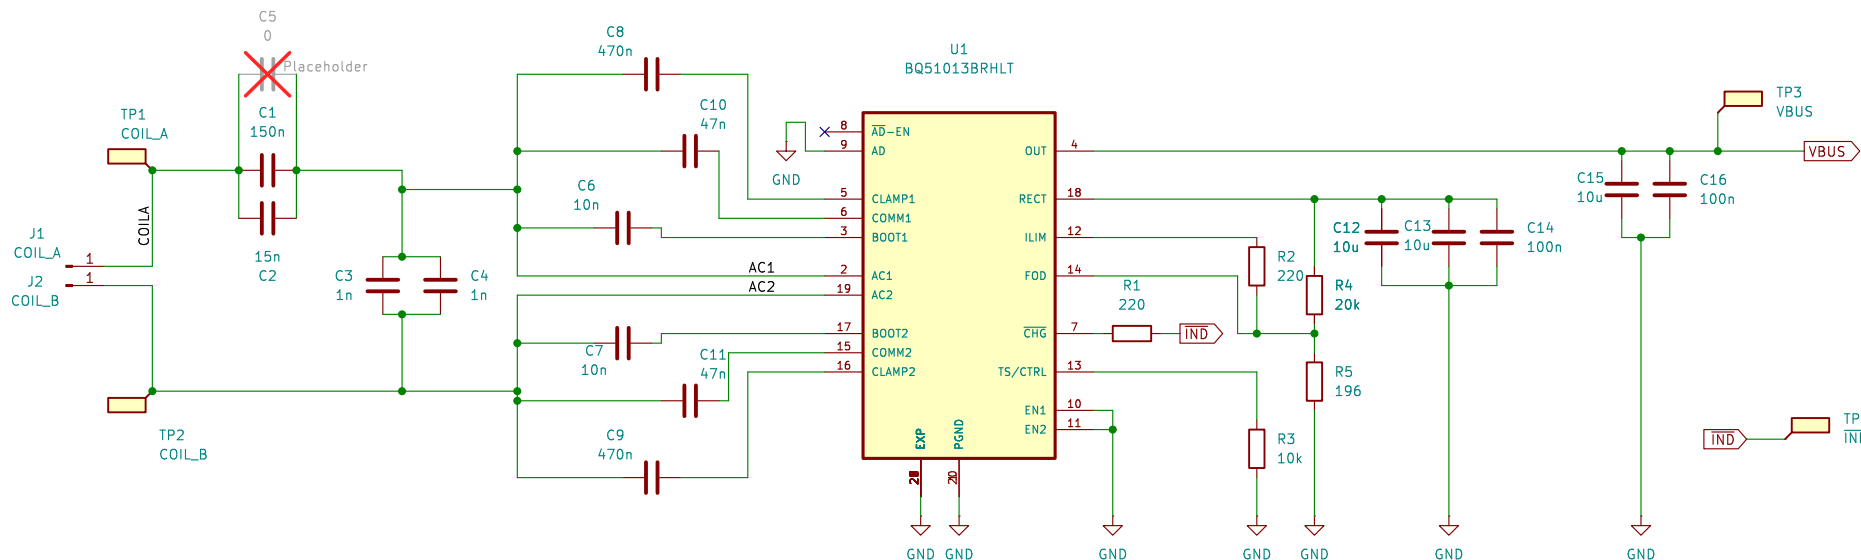 C5
0
Placeholder
C1
150n
15n
C2
TP1
COIL_A
COILA
J1
COIL_A
1
J2
COIL_B
1
TP2
COIL_B
C3
1n
C4
1n
C8
470n
C10
47n
C6
10n
AC1
AC2
C7
10n
C11
47n
C9
470n
GND
U1
BQ51013BRHLT
8
AD-EN
9
AD
5
CLAMP1
6
COMM1
3
BOOT1
2
AC1
19
AC2
17
BOOT2
15
COMM2
16
CLAMP2
OUT
4
RECT
18
ILIM
12
FOD
14
CHG
7
TS/CTRL
13
EN1
10
EN2
11
EXP
PGND
GND
GND
GND
R1
220
IND
R2
220
R4
20k
R5
196
R3
10k
GND
GND
C12
10u
C13
10u
C14
100n
GND
C15
10u
C16
100n
GND
TP3
VBUS
VBUS
IND
TP